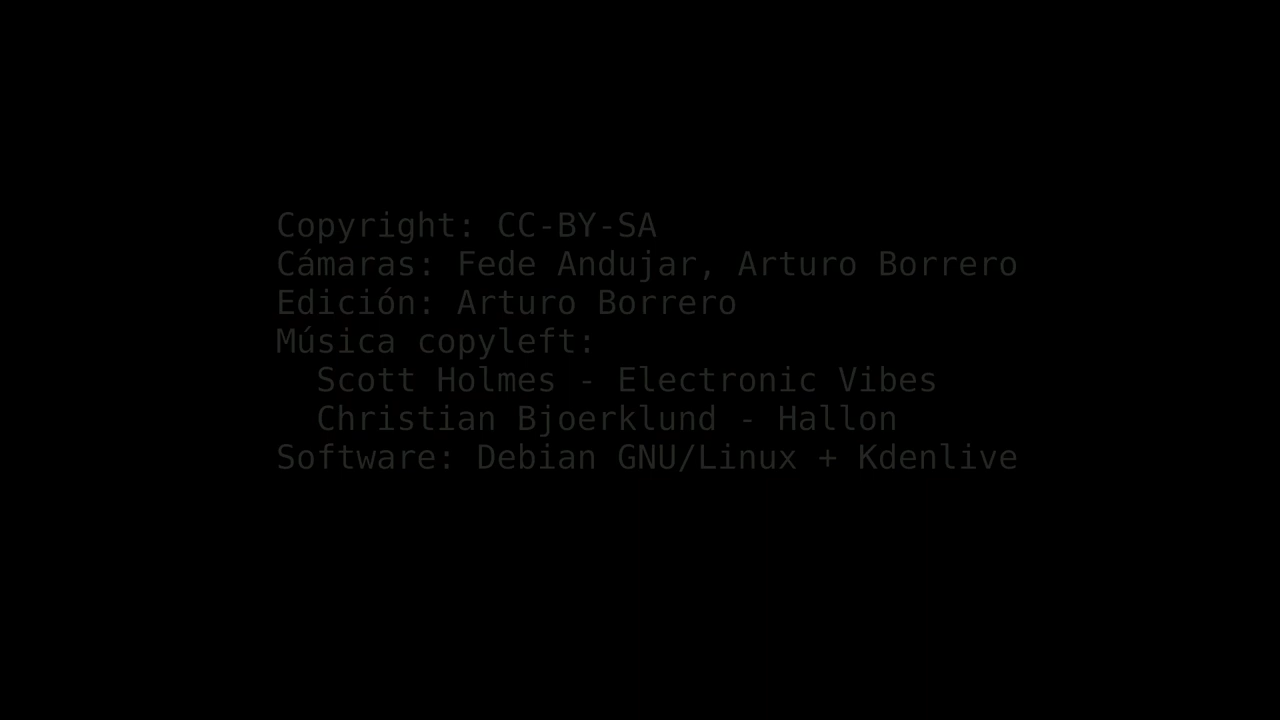 Copyright: CC-BY-SA
Cámaras: Fede Andujar, Arturo Borrero
Edición: Arturo Borrero
Música copyleft:
  Scott Holmes - Electronic Vibes
  Christian Bjoerklund - Hallon
Software: Debian GNU/Linux + Kdenlive